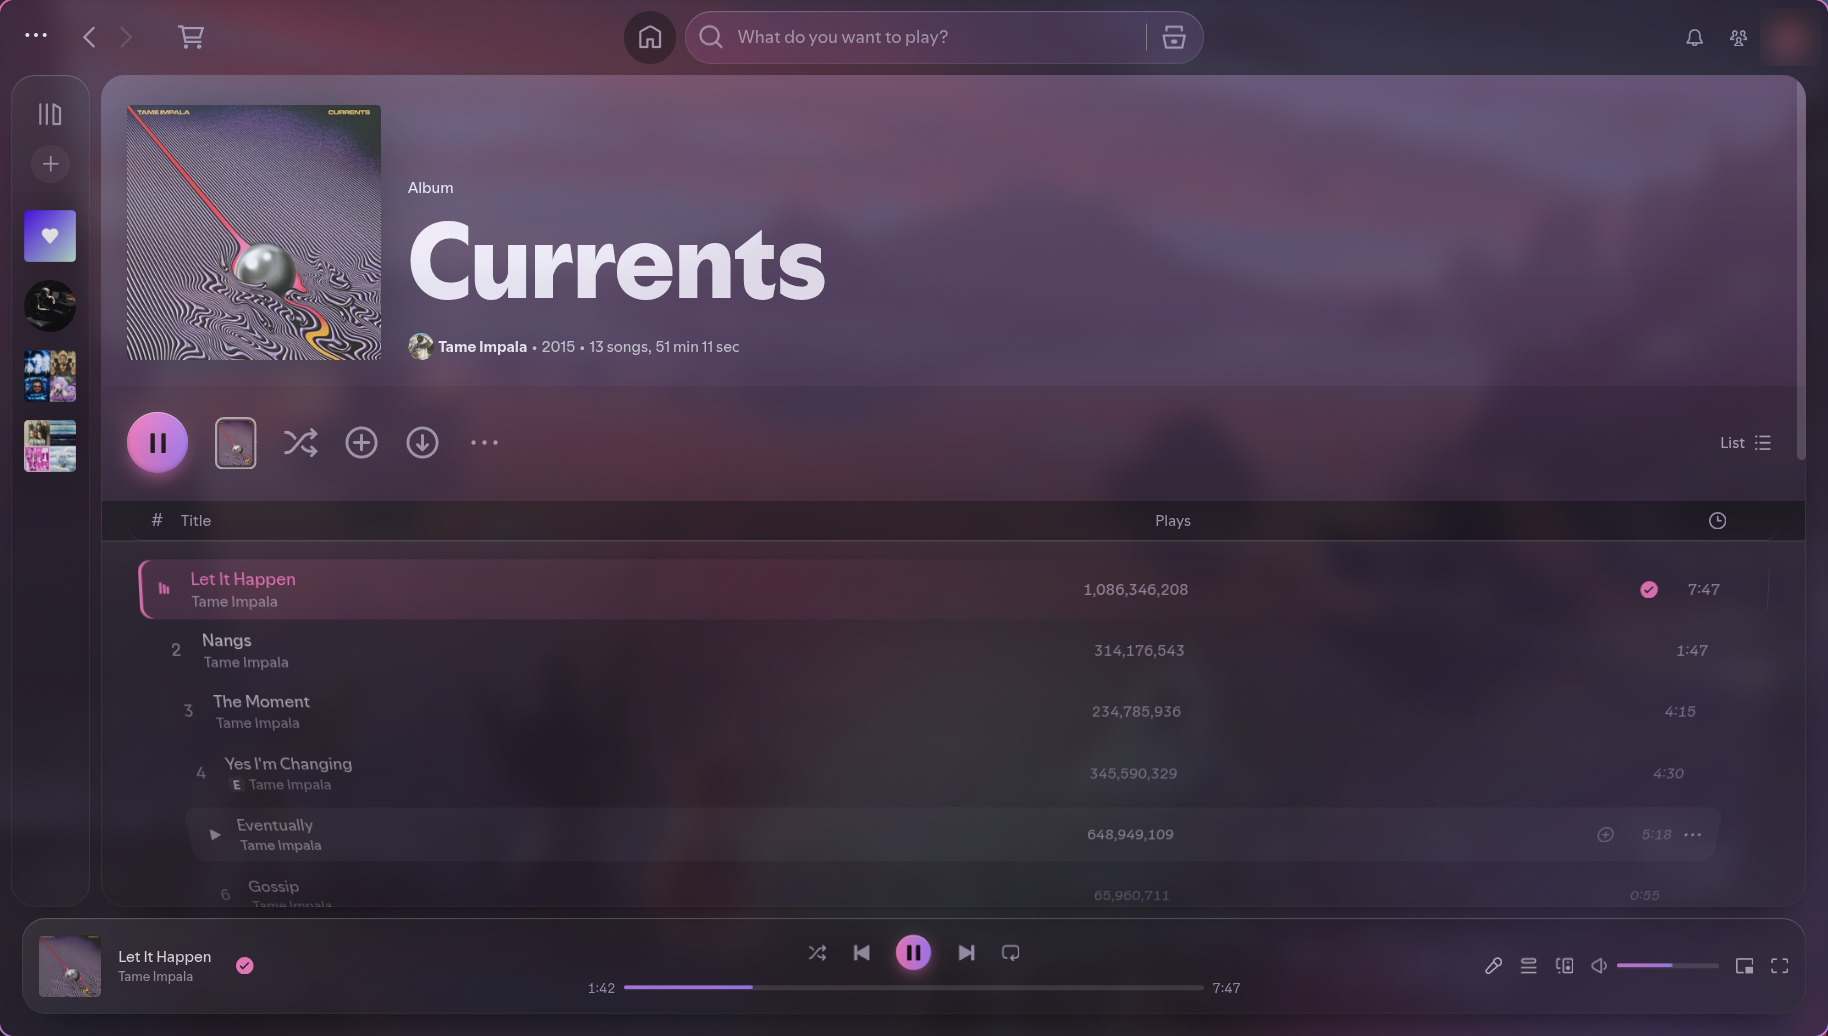 What do you want to play?
TAME IMPALA
CURRENTS
Album
Currents
Tame Impala • 2015 • 13 songs, 51 min 11 sec
List
# Title Plays
Let It Happen
Tame Impala
1,086,346,208
7:47
2
Nangs
Tame Impala
314,176,543
1:47
3
The Moment
Tame Impala
234,785,936
4:15
4
Yes I'm Changing
E Tame Impala
345,590,329
4:30
Eventually
Tame Impala
648,949,109
5:18
6
Gossip
Tame Impala
65,960,711
0:55
Let It Happen
Tame Impala
1:42
7:47